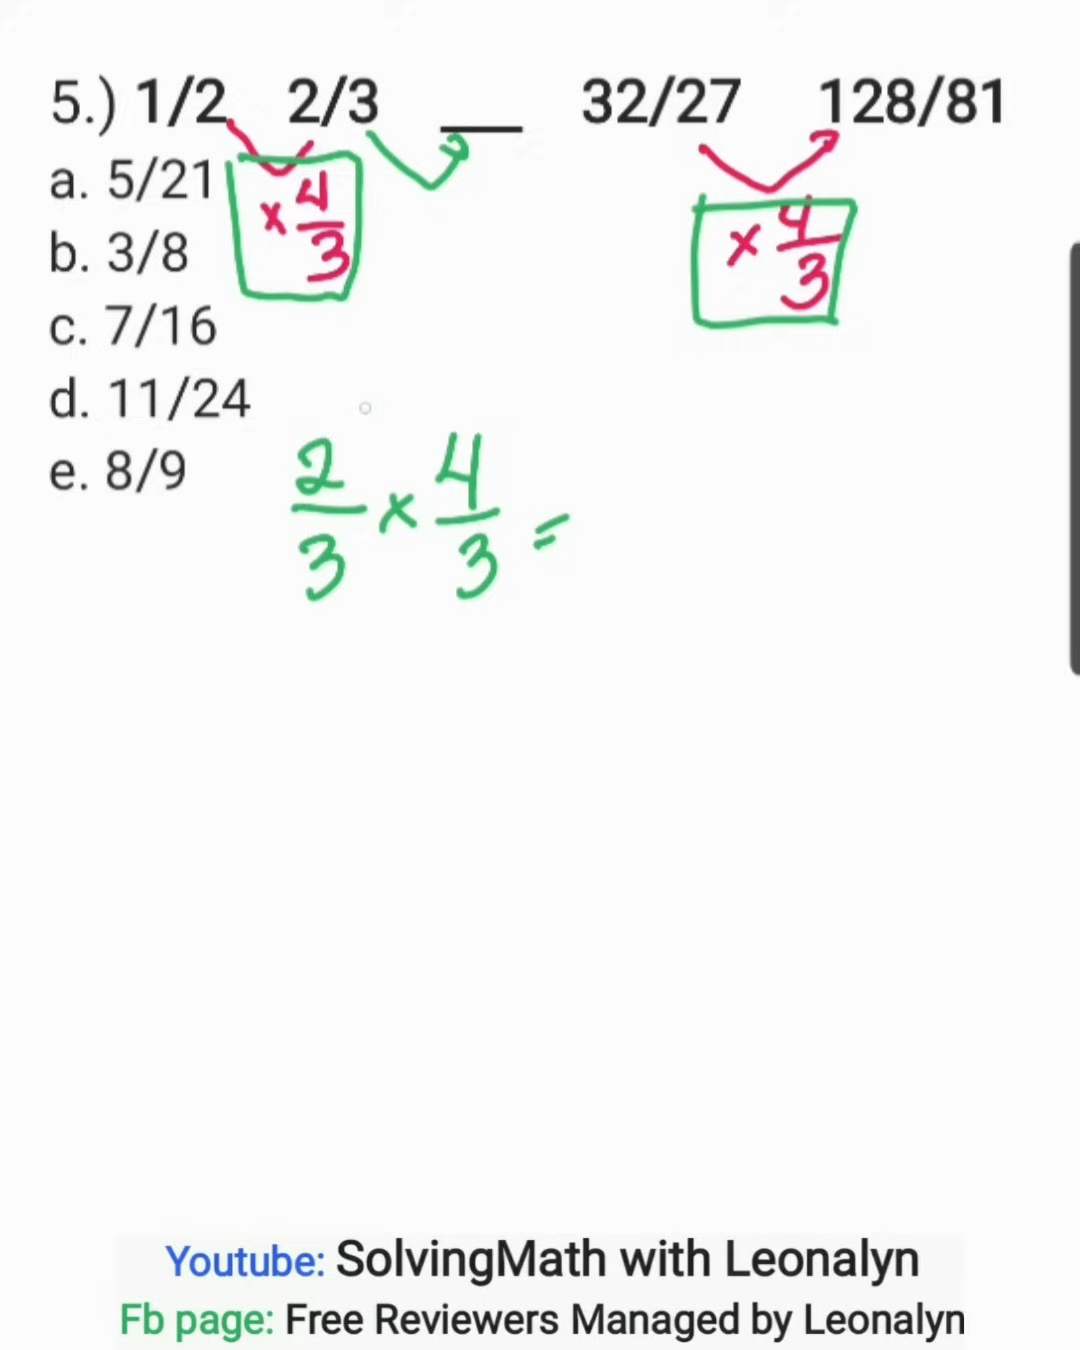 5.) 1/2 2/3 ___ 32/27 128/81
a. 5/21
× 4/3
× 4/3
b. 3/8
c. 7/16
d. 11/24
e. 8/9
2/3 × 4/3 =
Youtube: SolvingMath with Leonalyn
Fb page: Free Reviewers Managed by Leonalyn